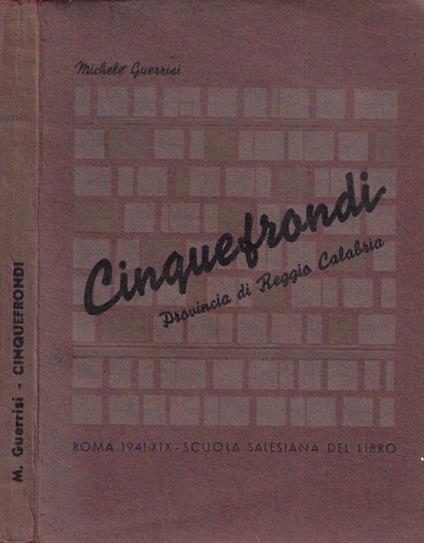 Michele Guerrisi
Cinquefrondi
Provincia di Reggio Calabria
ROMA 1941-XIX - SCUOLA SALESIANA DEL LIBRO
M. Guerrisi - CINQUEFRONDI